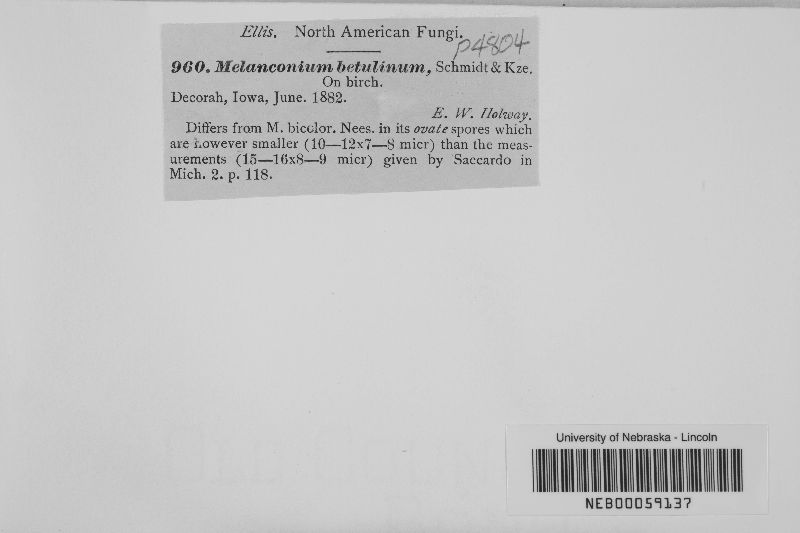 Ellis. North American Fungi.
p4804
960. Melanconium betulinum, Schmidt & Kze.
On birch.
Decorah, Iowa, June. 1882.
E. W. Holway.
Differs from M. bicolor. Nees. in its ovate spores which
are however smaller (10—12x7—8 micr) than the meas-
urements (15—16x8—9 micr) given by Saccardo in
Mich. 2. p. 118.
University of Nebraska - Lincoln
NEB00059137